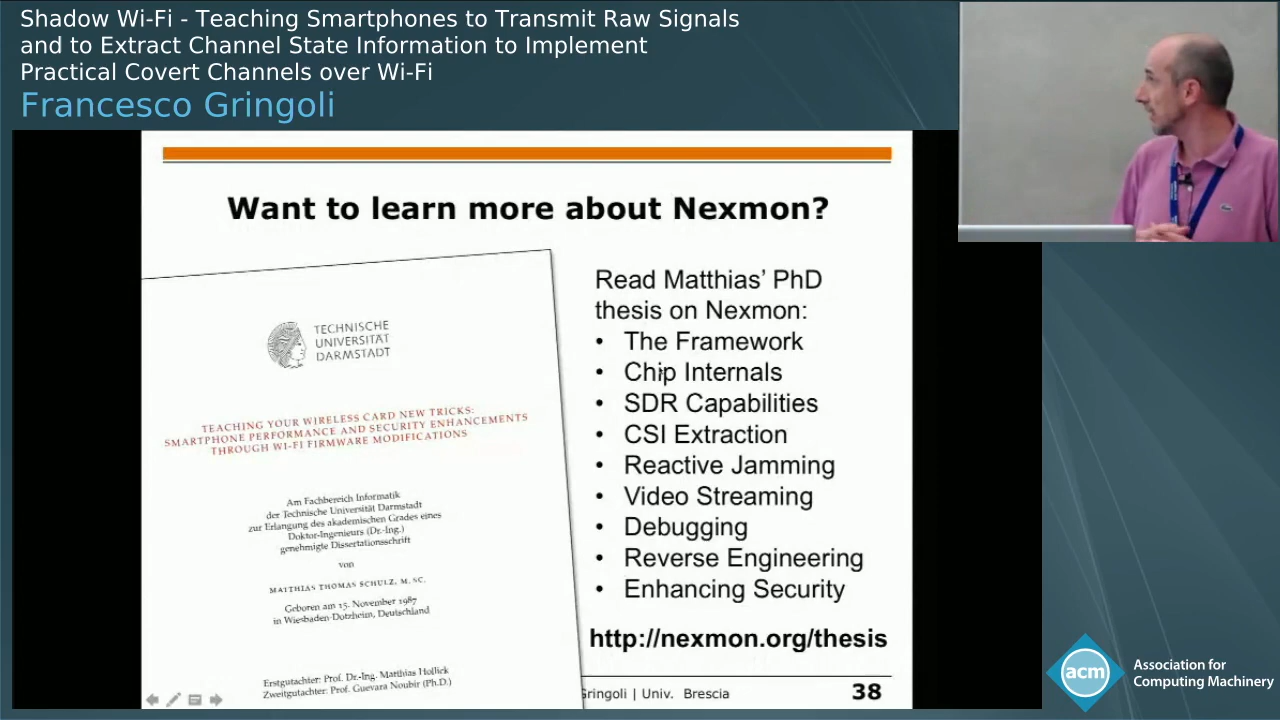 Shadow Wi-Fi - Teaching Smartphones to Transmit Raw Signals
and to Extract Channel State Information to Implement
Practical Covert Channels over Wi-Fi
Francesco Gringoli
Want to learn more about Nexmon?
TECHNISCHE
UNIVERSITÄT
DARMSTADT
TEACHING YOUR WIRELESS CARD NEW TRICKS:
SMARTPHONE PERFORMANCE AND SECURITY ENHANCEMENTS
THROUGH WI-FI FIRMWARE MODIFICATIONS
Am Fachbereich Informatik
der Technische Universität Darmstadt
zur Erlangung des akademischen Grades eines
Doktor-Ingenieurs (Dr.-Ing.)
genehmigte Dissertationsschrift
von
MATTHIAS THOMAS SCHULZ, M. SC.
Geboren am 15. November 1987
in Wiesbaden-Dotzheim, Deutschland
Erstgutachter: Prof. Dr.-Ing. Matthias Hollick
Zweitgutachter: Prof. Guevara Noubir (Ph.D.)
Read Matthias’ PhD
thesis on Nexmon:
• The Framework
• Chip Internals
• SDR Capabilities
• CSI Extraction
• Reactive Jamming
• Video Streaming
• Debugging
• Reverse Engineering
• Enhancing Security
http://nexmon.org/thesis
Gringoli | Univ. Brescia
38
acm
Association for
Computing Machinery